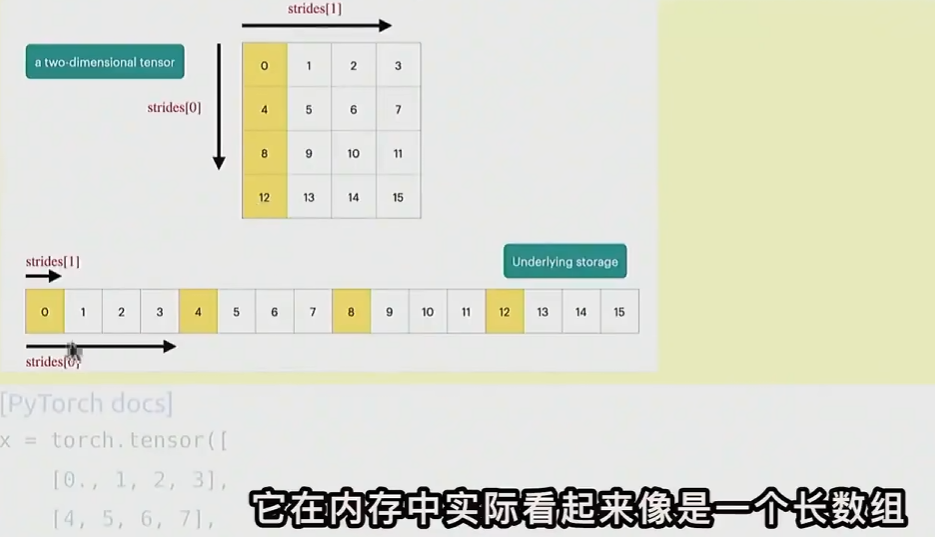 strides[1]
a two-dimensional tensor
strides[0]
0 1 2 3
4 5 6 7
8 9 10 11
12 13 14 15
strides[1]
Underlying storage
0 1 2 3 4 5 6 7 8 9 10 11 12 13 14 15
strides[0]
[PyTorch docs]
x = torch.tensor([
[0., 1, 2, 3],
[4, 5, 6, 7],
它在内存中实际看起来像是一个长数组